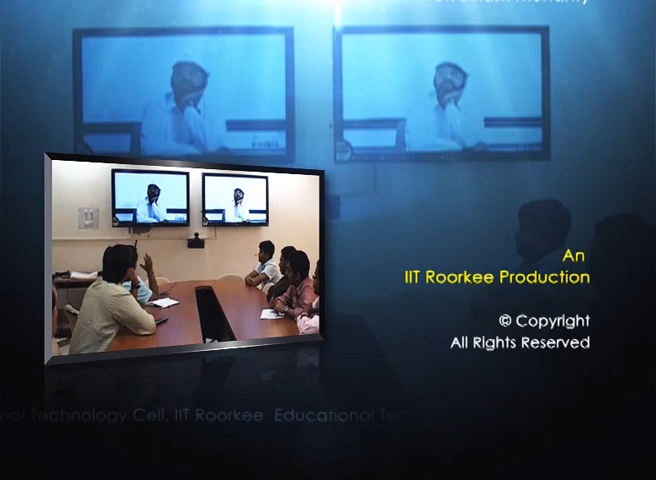 An
IIT Roorkee Production
© Copyright
All Rights Reserved
Technology Cell, IIT Roorkee Educational